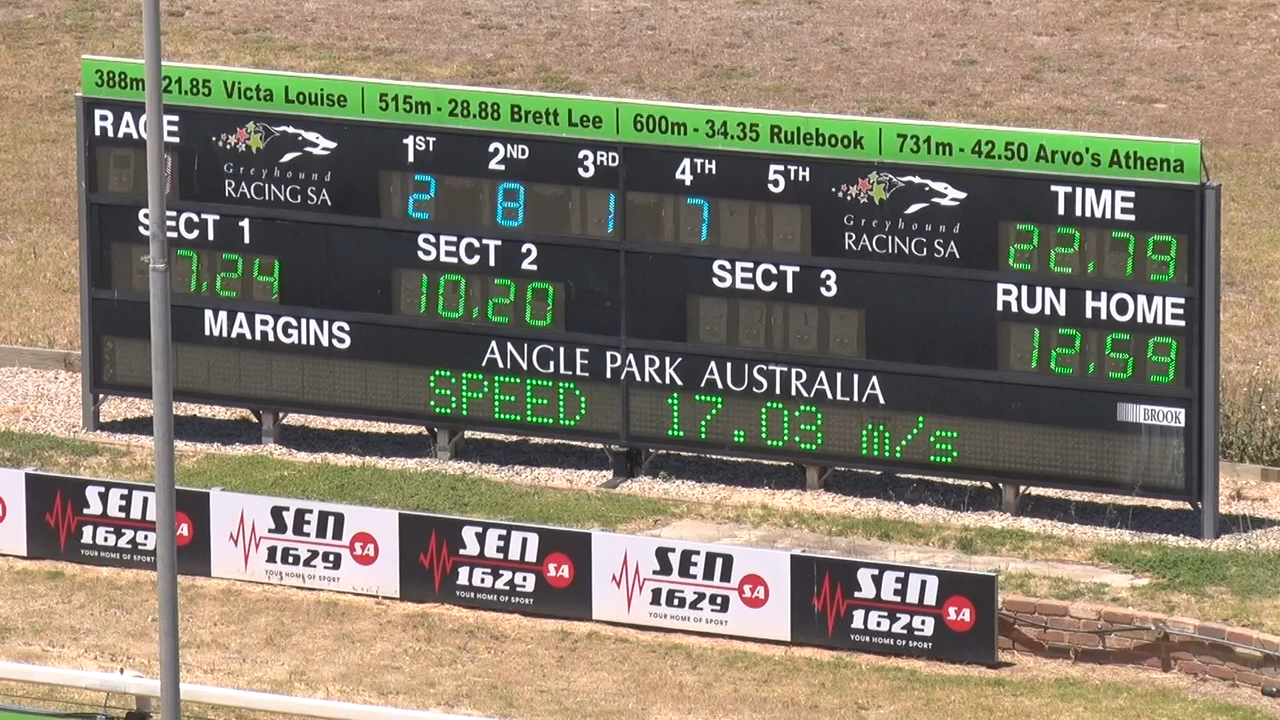 388m 21.85 Victa Louise | 515m - 28.88 Brett Lee | 600m - 34.35 Rulebook | 731m - 42.50 Arvo's Athena
RACE
Greyhound
RACING SA
1ST 2ND 3RD 4TH 5TH
2 8 1 7
Greyhound
RACING SA
TIME
22.79
SECT 1
7.24
SECT 2
10.20
SECT 3
RUN HOME
12.59
MARGINS
ANGLE PARK AUSTRALIA
SPEED 17.03 m/s
BROOK
SEN
1629
SA
YOUR HOME OF SPORT
SEN
1629
SA
YOUR HOME OF SPORT
SEN
1629
SA
YOUR HOME OF SPORT
SEN
1629
SA
YOUR HOME OF SPORT
SEN
1629
SA
YOUR HOME OF SPORT